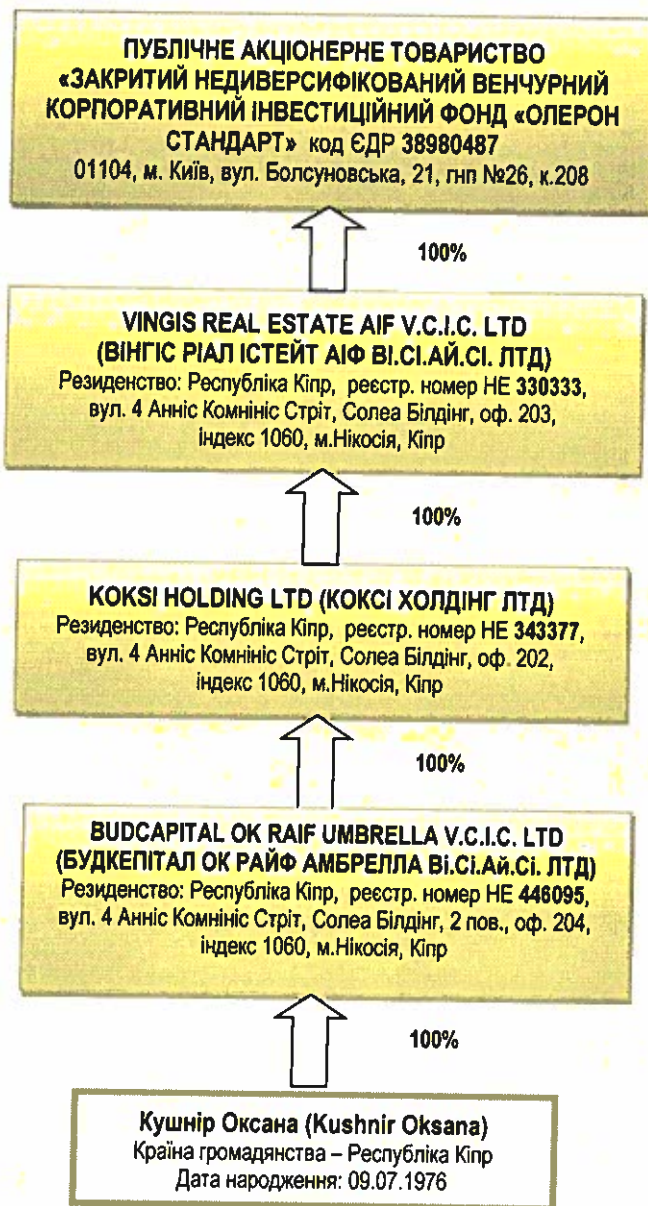 ПУБЛІЧНЕ АКЦІОНЕРНЕ ТОВАРИСТВО
«ЗАКРИТИЙ НЕДИВЕРСИФІКОВАНИЙ ВЕНЧУРНИЙ
КОРПОРАТИВНИЙ ІНВЕСТИЦІЙНИЙ ФОНД «ОЛЕРОН
СТАНДАРТ» код ЄДР 38980487
01104, м. Київ, вул. Болсуновська, 21, гнп №26, к.208
100%
VINGIS REAL ESTATE AIF V.C.I.C. LTD
(ВІНГІС РІАЛ ІСТЕЙТ АІФ ВІ.СІ.АЙ.СІ. ЛТД)
Резиденство: Республіка Кіпр, реєстр. номер НЕ 330333,
вул. 4 Анніс Комнініс Стріт, Солеа Білдінг, оф. 203,
індекс 1060, м.Нікосія, Кіпр
100%
KOKSI HOLDING LTD (КОКСІ ХОЛДІНГ ЛТД)
Резиденство: Республіка Кіпр, реєстр. номер НЕ 343377,
вул. 4 Анніс Комнініс Стріт, Солеа Білдінг, оф. 202,
індекс 1060, м.Нікосія, Кіпр
100%
BUDCAPITAL OK RAIF UMBRELLA V.C.I.C. LTD
(БУДКЕПІТАЛ ОК РАЙФ АМБРЕЛЛА Ві.Сі.Ай.Сі. ЛТД)
Резиденство: Республіка Кіпр, реєстр. номер НЕ 446095,
вул. 4 Анніс Комнініс Стріт, Солеа Білдінг, 2 пов., оф. 204,
індекс 1060, м.Нікосія, Кіпр
100%
Кушнір Оксана (Kushnir Oksana)
Країна громадянства – Республіка Кіпр
Дата народження: 09.07.1976